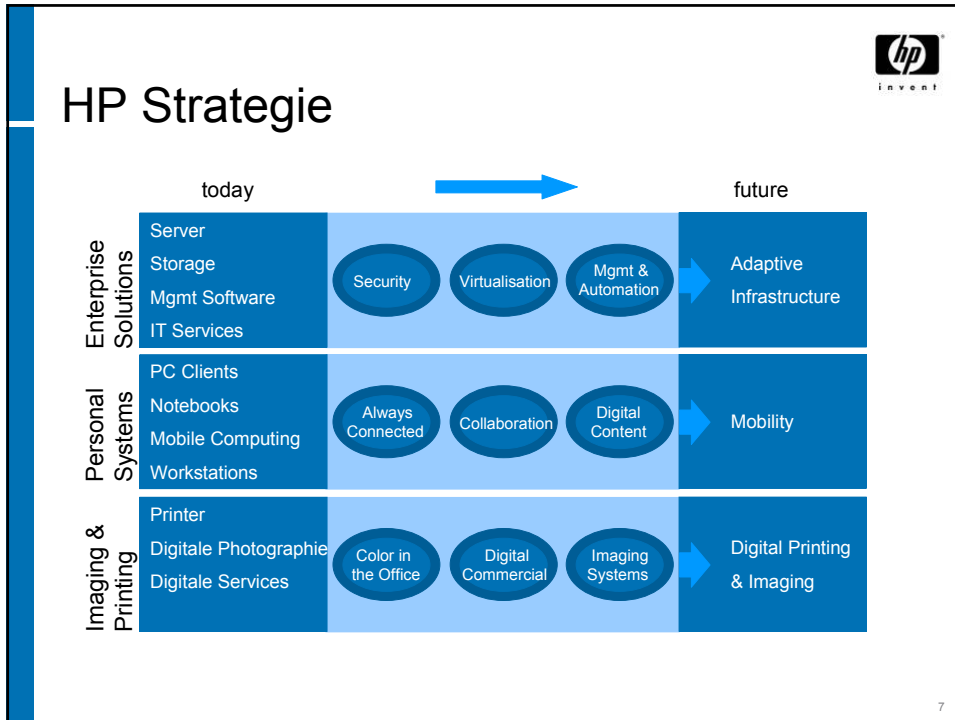 hp
invent
HP Strategie
today
future
Enterprise
Solutions
Server
Storage
Mgmt Software
IT Services
Security
Virtualisation
Mgmt &
Automation
Adaptive
Infrastructure
Personal
Systems
PC Clients
Notebooks
Mobile Computing
Workstations
Always
Connected
Collaboration
Digital
Content
Mobility
Imaging &
Printing
Printer
Digitale Photographie
Digitale Services
Color in
the Office
Digital
Commercial
Imaging
Systems
Digital Printing
& Imaging
7